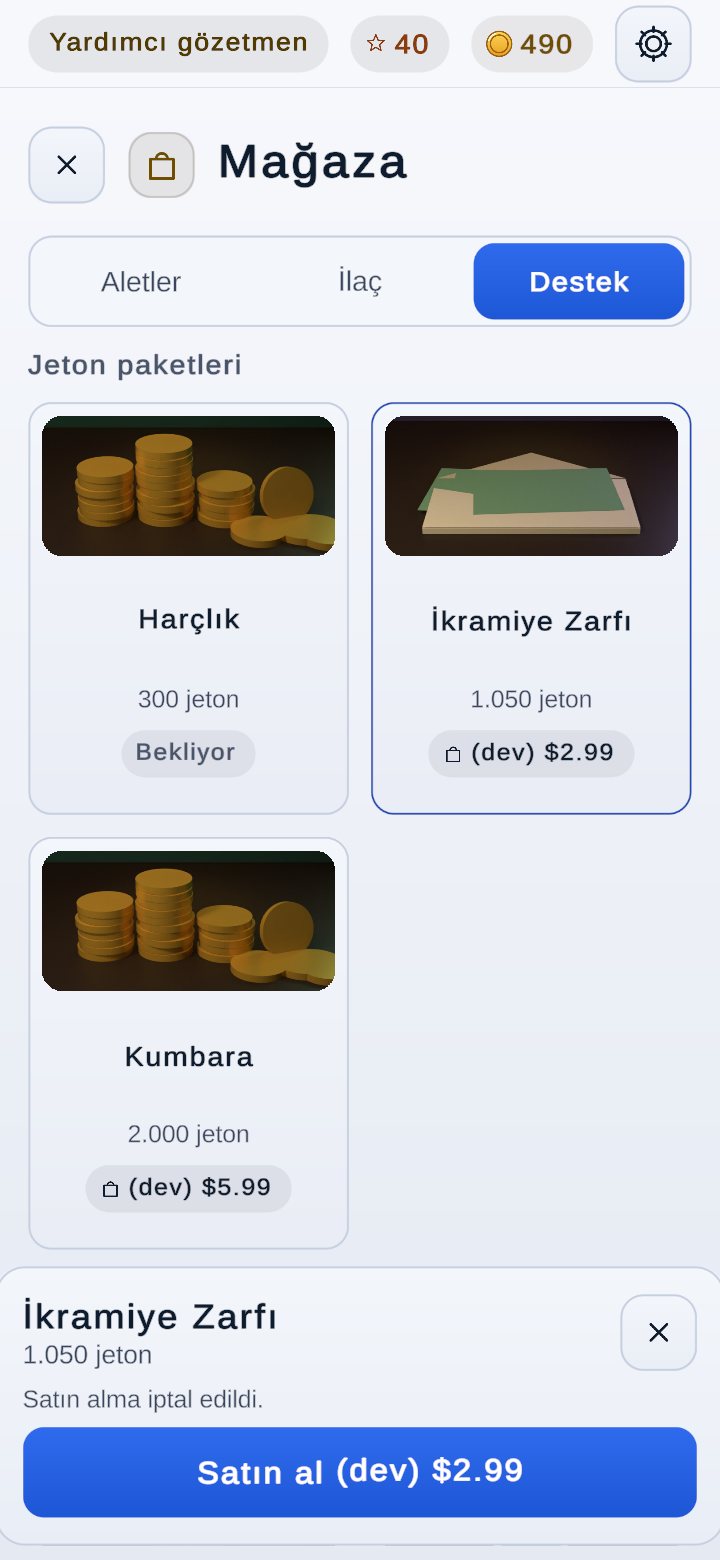 Yardımcı gözetmen
40
490
Mağaza
Aletler
İlaç
Destek
Jeton paketleri
Harçlık
300 jeton
Bekliyor
İkramiye Zarfı
1.050 jeton
(dev) $2.99
Kumbara
2.000 jeton
(dev) $5.99
İkramiye Zarfı
1.050 jeton
Satın alma iptal edildi.
Satın al (dev) $2.99